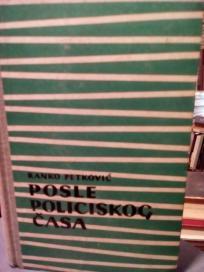 RANKO PETKOVIĆ
POSLE
POLICISKOG
ČASA